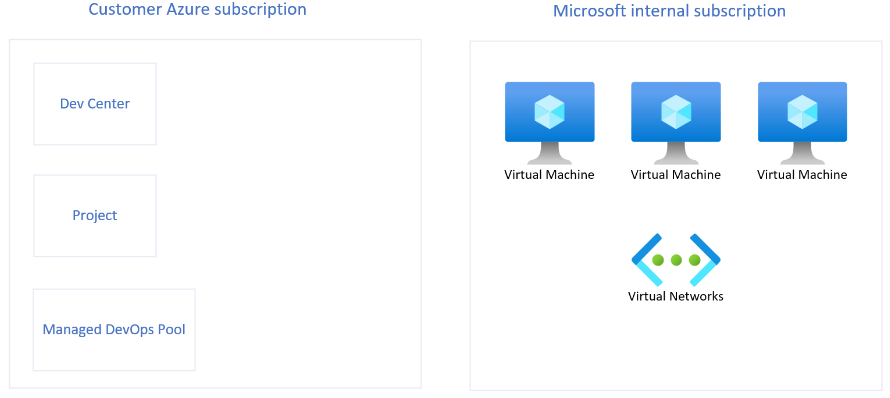 Customer Azure subscription
Dev Center
Project
Managed DevOps Pool
Microsoft internal subscription
Virtual Machine
Virtual Machine
Virtual Machine
Virtual Networks